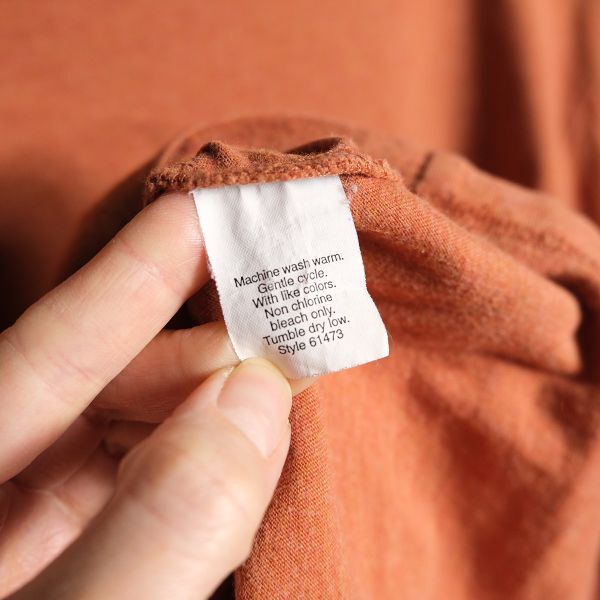 Machine wash warm.
Gentle cycle.
With like colors.
Non chlorine
bleach only.
Tumble dry low.
Style 61473